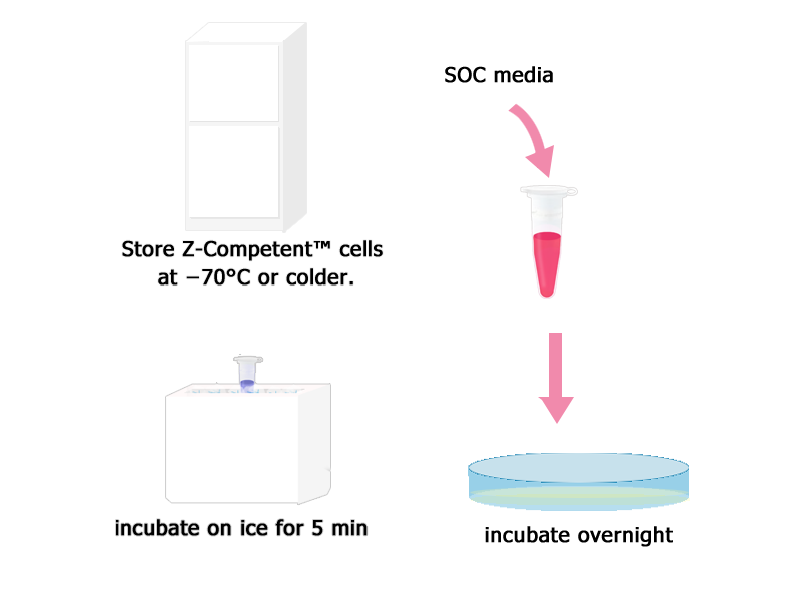 Store Z-Competent™ cells
at −70°C or colder.
incubate on ice for 5 min
SOC media
incubate overnight